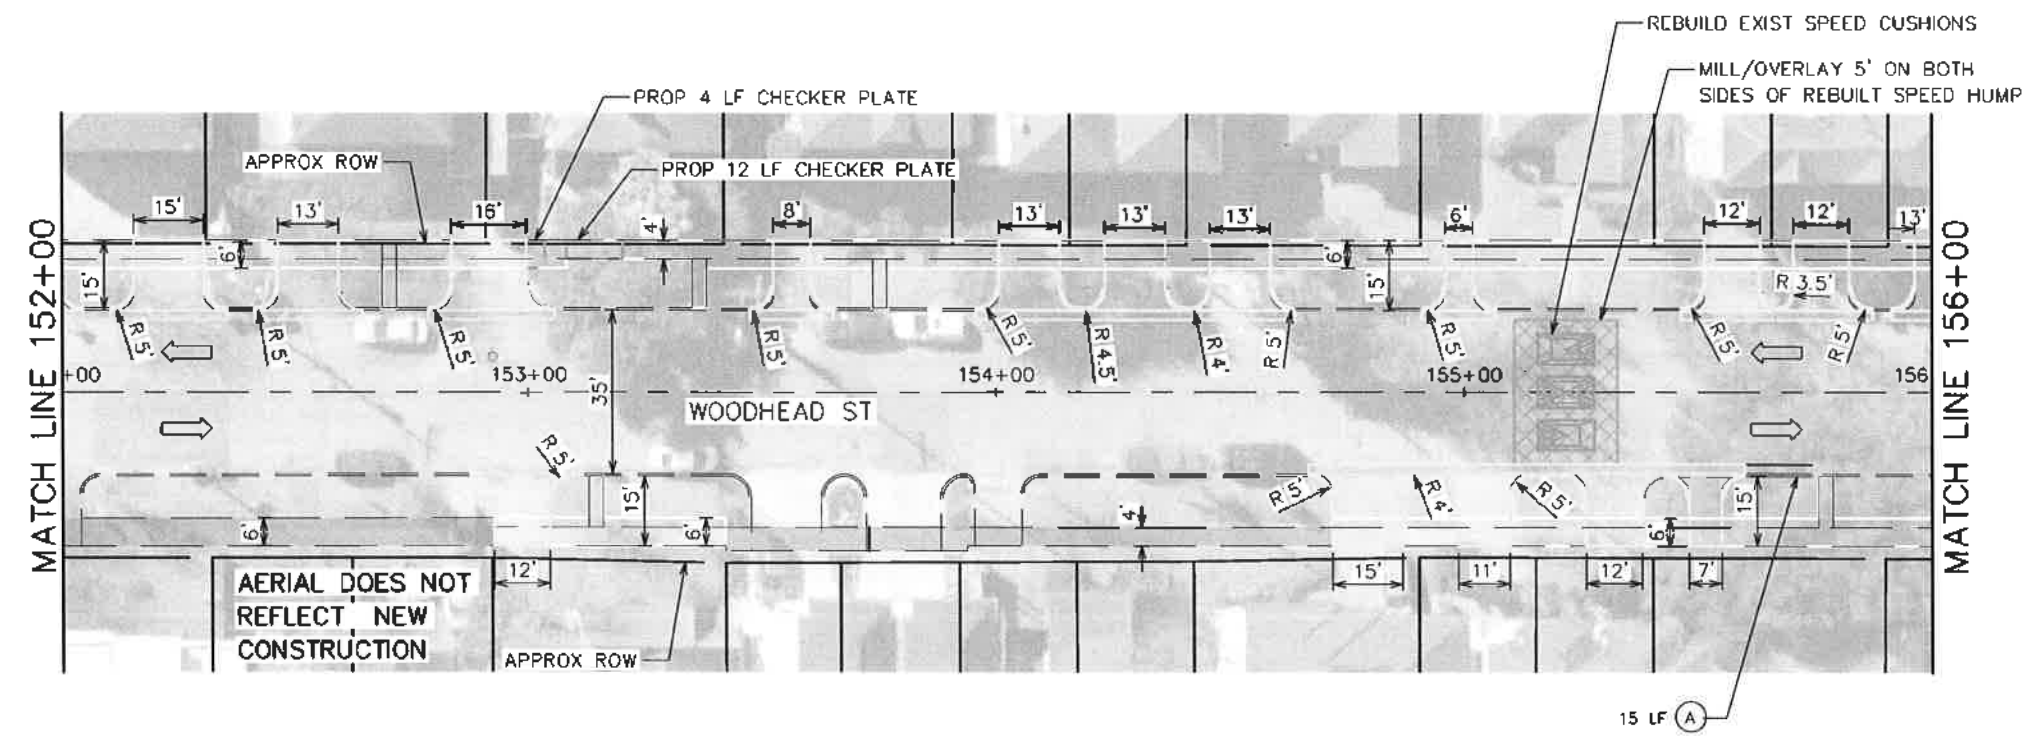 REBUILD EXIST SPEED CUSHIONS
MILL/OVERLAY 5' ON BOTH
SIDES OF REBUILT SPEED HUMP
PROP 4 LF CHECKER PLATE
APPROX ROW
PROP 12 LF CHECKER PLATE
15' 13' 16' 4' 8' 13' 13' 13' 6' 12' 12' 13'
15' 6' 6' 15' R 3.5'
R 5' R 5' R 5' R 5' R 5' R 4.5' R 4' R 5' R 5' R 5' R 5'
MATCH LINE 152+00
MATCH LINE 156+00
+00 153+00 154+00 155+00 156
35'
WOODHEAD ST
R 5' R 5' R 4' R 5'
6' 15' 6' 4' 6' 15'
12' 15' 11' 12' 7'
AERIAL DOES NOT
REFLECT NEW
CONSTRUCTION
APPROX ROW
15 LF A